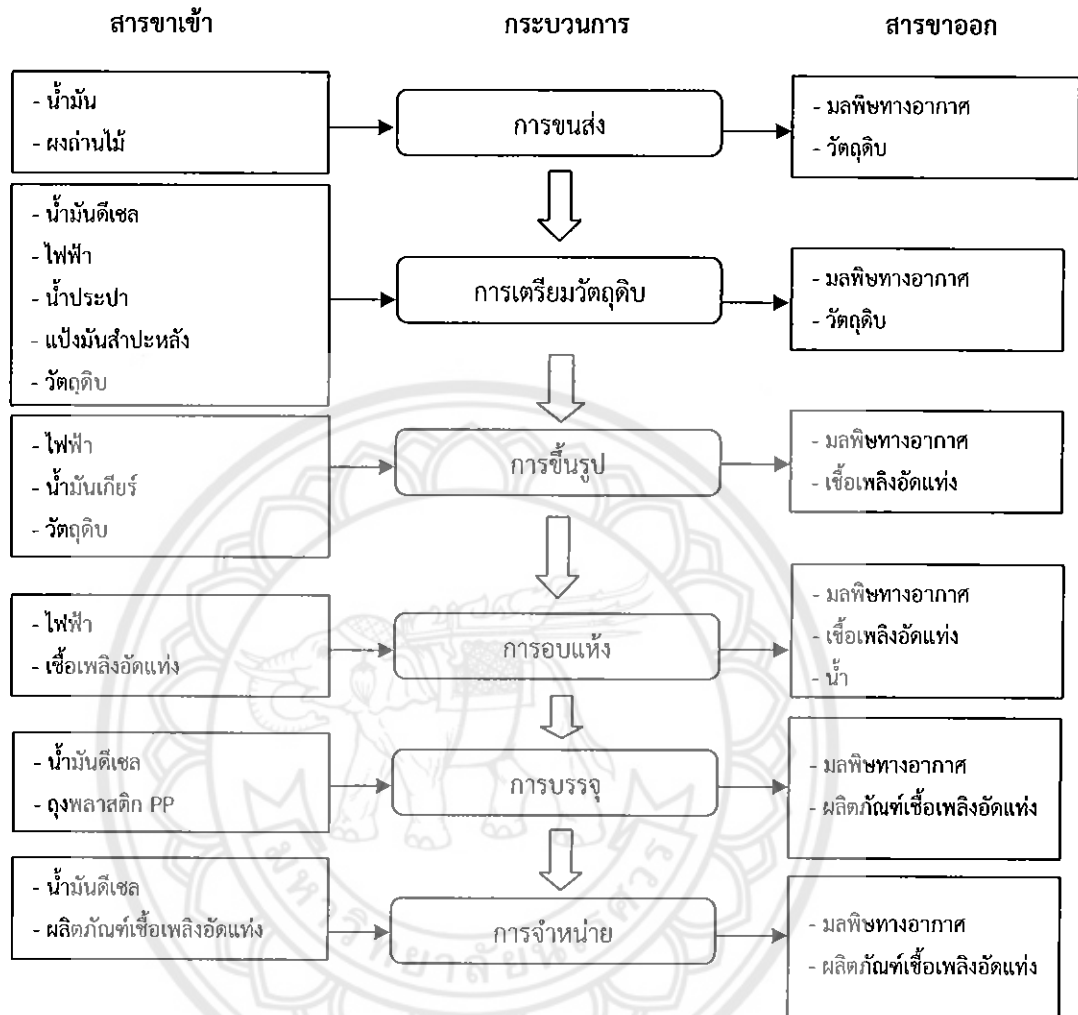 สารขาเข้า
กระบวนการ
สารขาออก
- น้ำมัน
- ผงถ่านไม้
การขนส่ง
- มลพิษทางอากาศ
- วัตถุดิบ
- น้ำมันดีเซล
- ไฟฟ้า
- น้ำประปา
- แป้งมันสำปะหลัง
- วัตถุดิบ
การเตรียมวัตถุดิบ
- มลพิษทางอากาศ
- วัตถุดิบ
- ไฟฟ้า
- น้ำมันเกียร์
- วัตถุดิบ
การขึ้นรูป
- มลพิษทางอากาศ
- เชื้อเพลิงอัดแท่ง
- ไฟฟ้า
- เชื้อเพลิงอัดแท่ง
การอบแห้ง
- มลพิษทางอากาศ
- เชื้อเพลิงอัดแท่ง
- น้ำ
- น้ำมันดีเซล
- ถุงพลาสติก PP
การบรรจุ
- มลพิษทางอากาศ
- ผลิตภัณฑ์เชื้อเพลิงอัดแท่ง
- น้ำมันดีเซล
- ผลิตภัณฑ์เชื้อเพลิงอัดแท่ง
การจำหน่าย
- มลพิษทางอากาศ
- ผลิตภัณฑ์เชื้อเพลิงอัดแท่ง